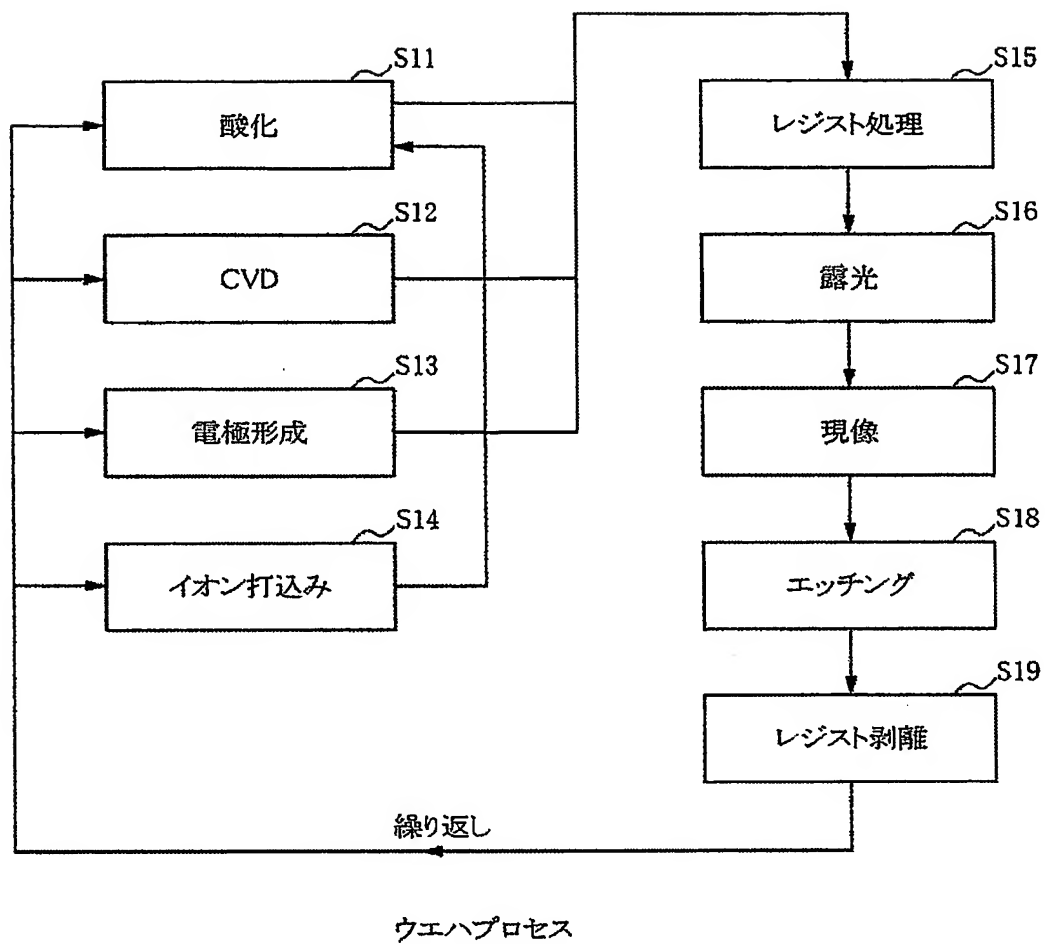 S11
酸化
S12
CVD
S13
電極形成
S14
イオン打込み
S15
レジスト処理
S16
露光
S17
現像
S18
エッチング
S19
レジスト剥離
繰り返し
ウエハプロセス